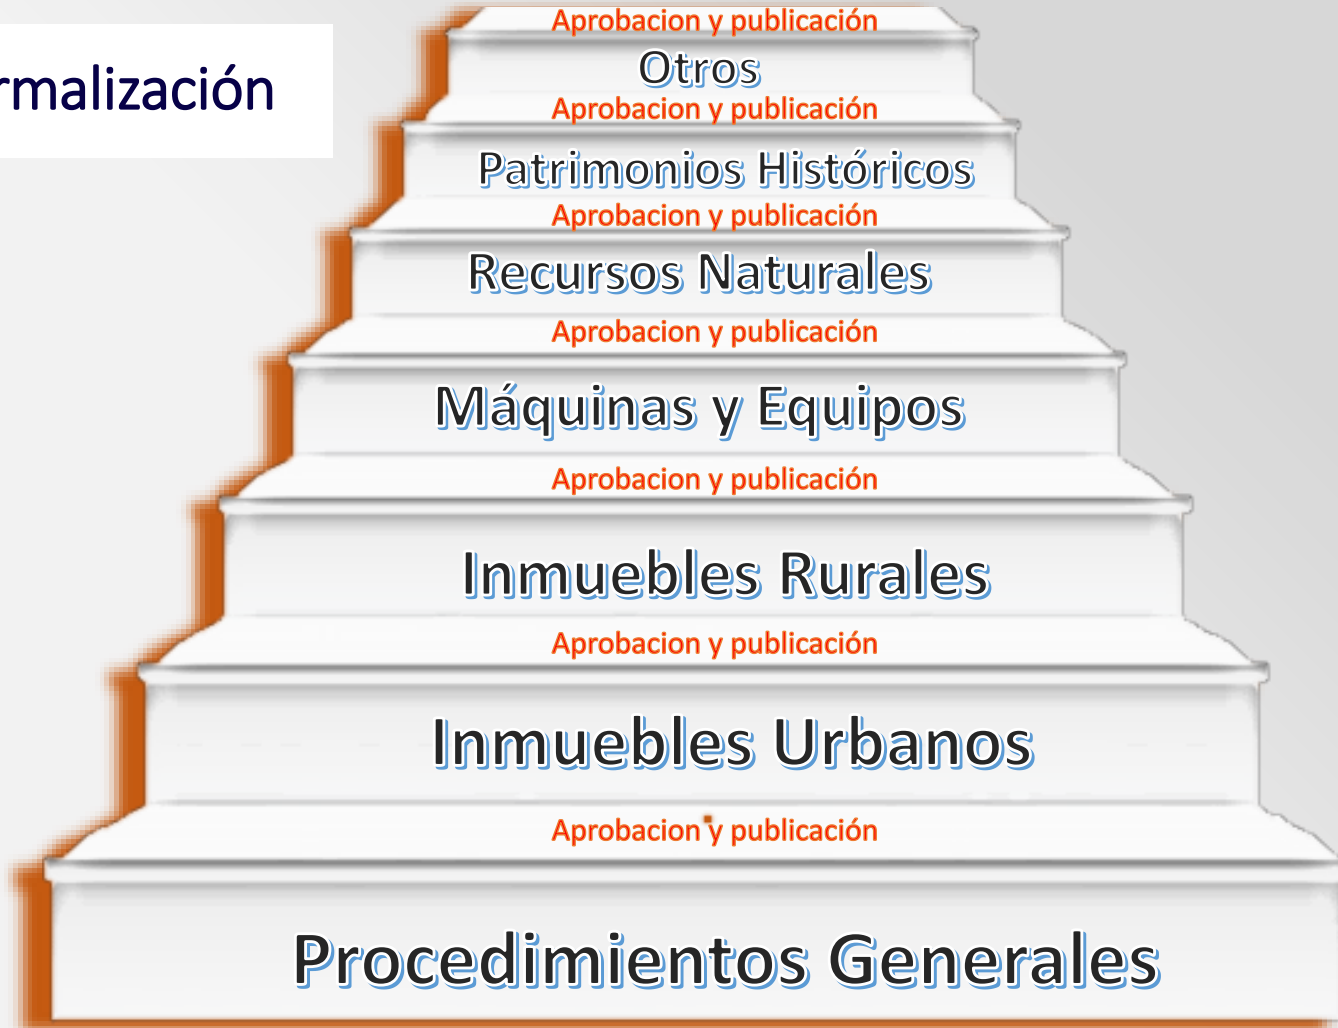 rmalización
Aprobacion y publicación
Otros
Aprobacion y publicación
Patrimonios Históricos
Aprobacion y publicación
Recursos Naturales
Aprobacion y publicación
Máquinas y Equipos
Aprobacion y publicación
Inmuebles Rurales
Aprobacion y publicación
Inmuebles Urbanos
Aprobacion y publicación
Procedimientos Generales